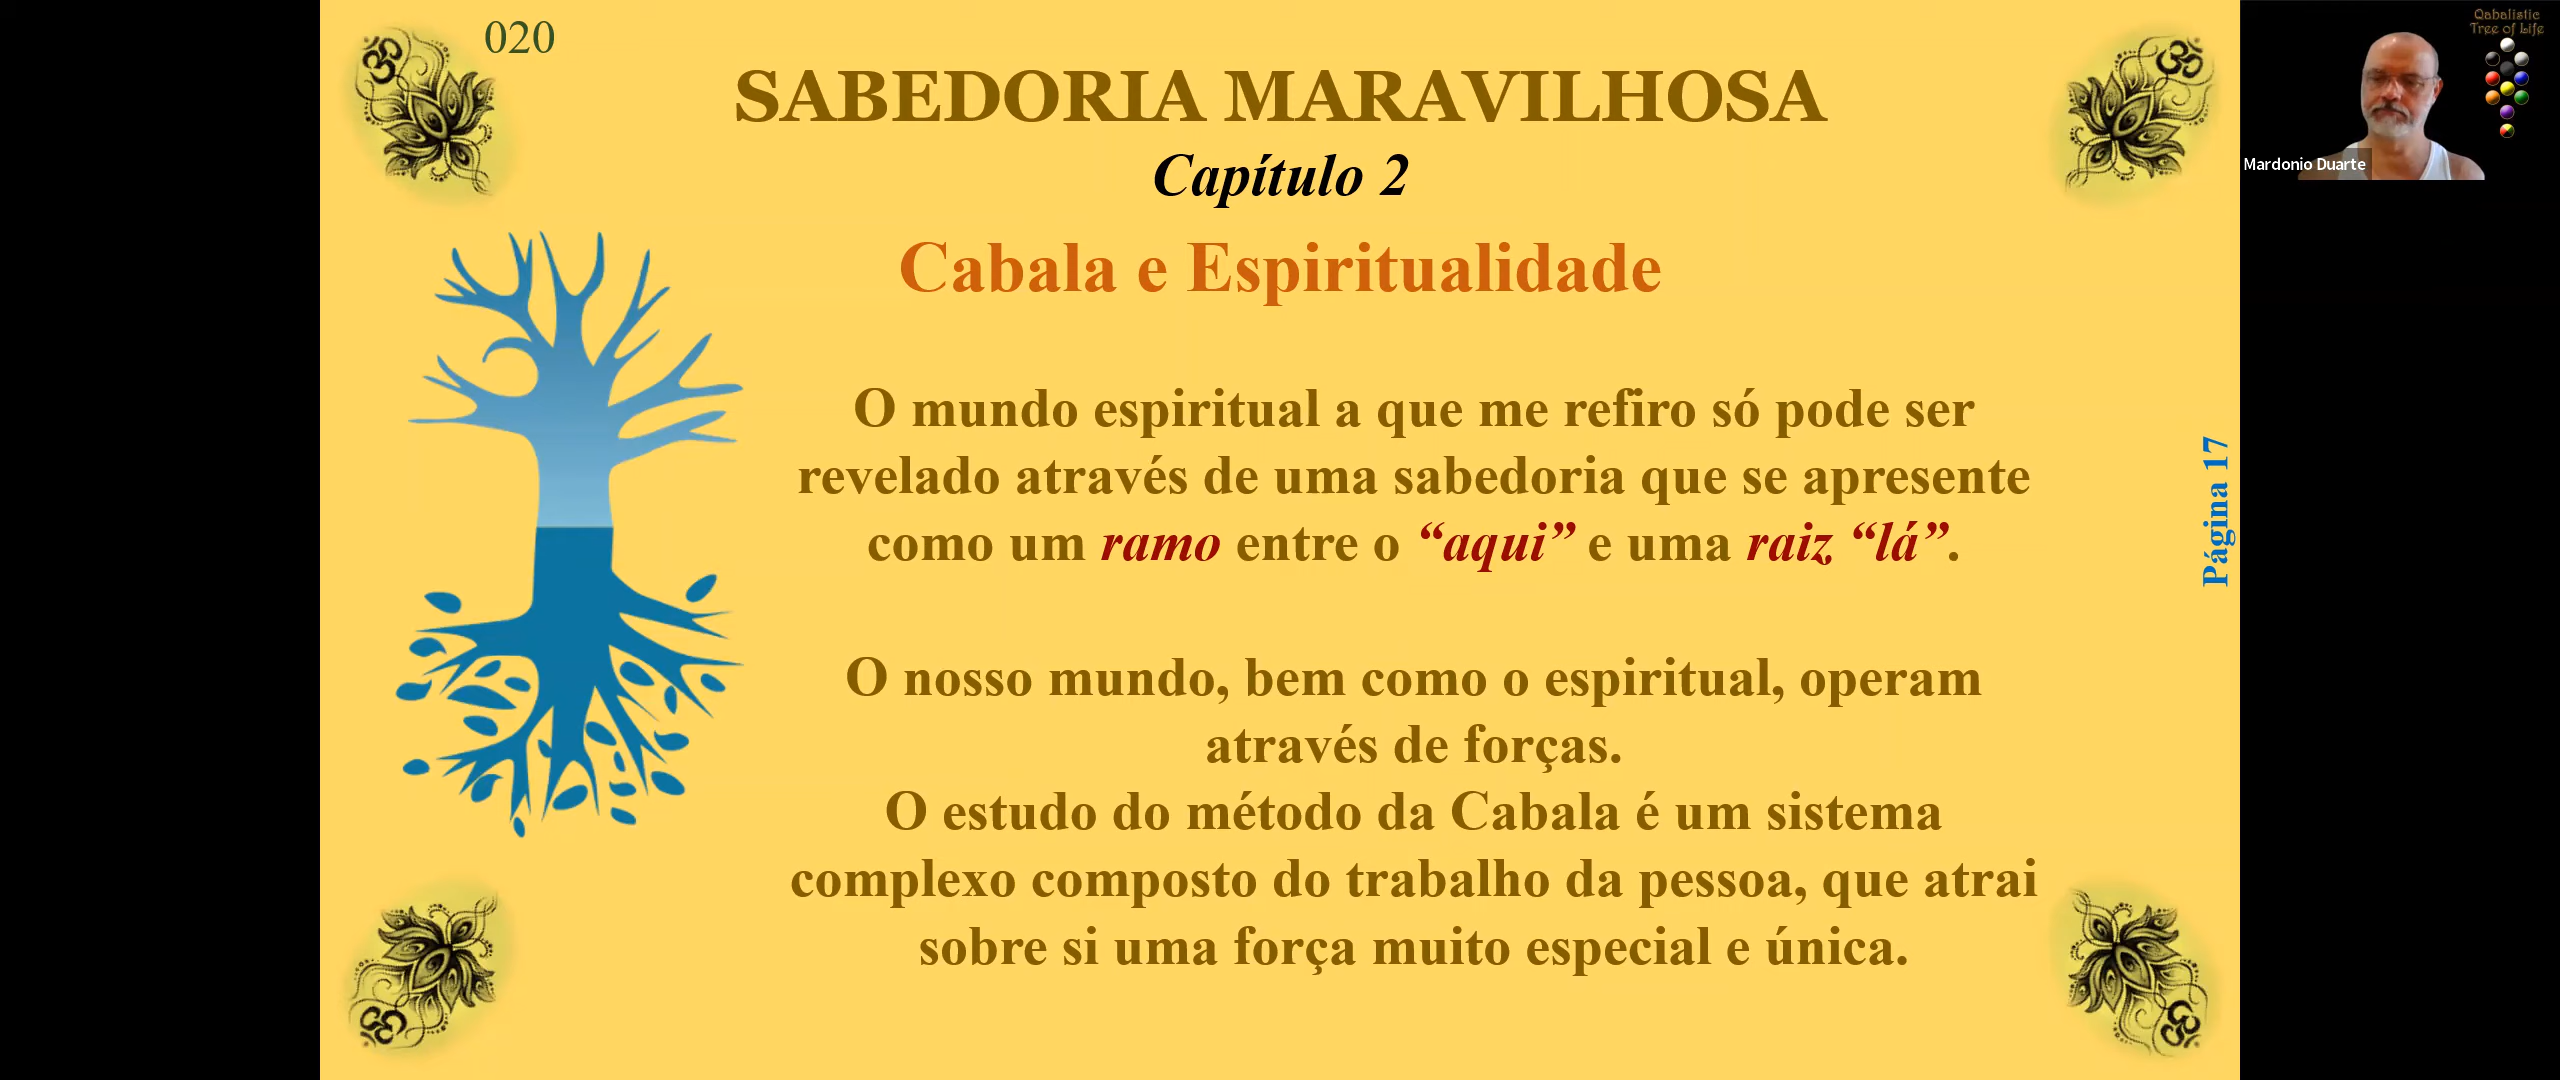 020
SABEDORIA MARAVILHOSA
Capítulo 2
Cabala e Espiritualidade
O mundo espiritual a que me refiro só pode ser
revelado através de uma sabedoria que se apresente
como um ramo entre o “aqui” e uma raiz “lá”.
O nosso mundo, bem como o espiritual, operam
através de forças.
O estudo do método da Cabala é um sistema
complexo composto do trabalho da pessoa, que atrai
sobre si uma força muito especial e única.
Página 17
Qabalistic
Tree of Life
Mardonio Duarte
ॐ
ॐ
ॐ
ॐ